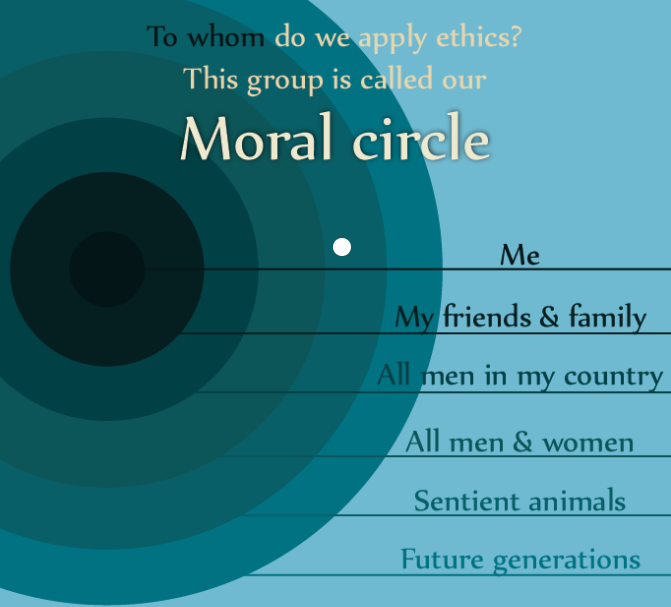 To whom do we apply ethics?
This group is called our
Moral circle
Me
My friends & family
All men in my country
All men & women
Sentient animals
Future generations